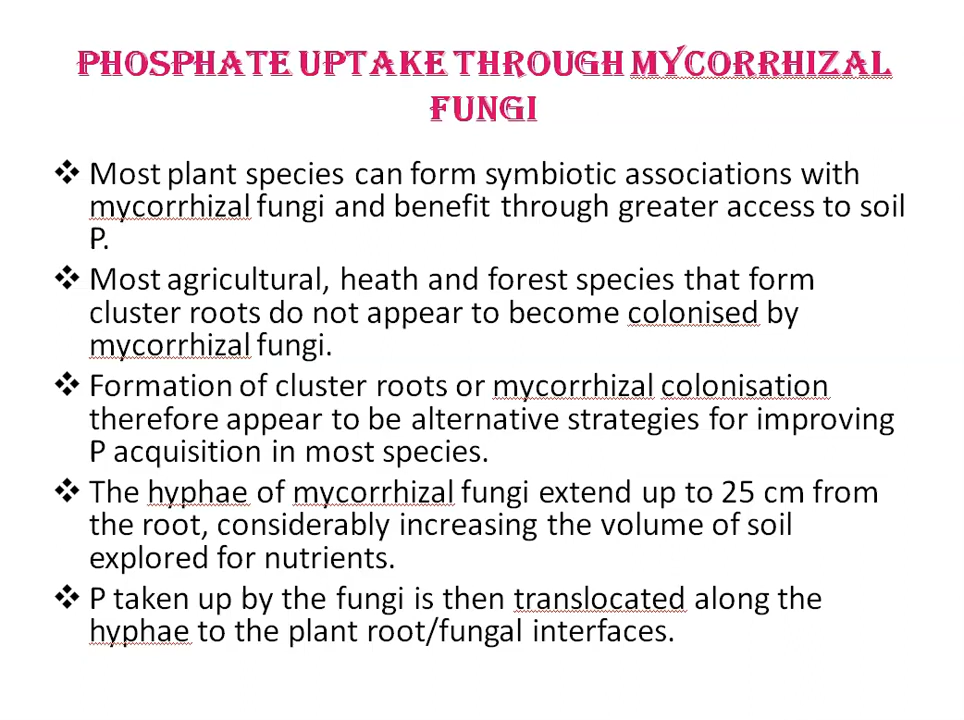 PHOSPHATE UPTAKE THROUGH MYCORRHIZAL
FUNGI
❖ Most plant species can form symbiotic associations with
mycorrhizal fungi and benefit through greater access to soil
P.
❖ Most agricultural, heath and forest species that form
cluster roots do not appear to become colonised by
mycorrhizal fungi.
❖ Formation of cluster roots or mycorrhizal colonisation
therefore appear to be alternative strategies for improving
P acquisition in most species.
❖ The hyphae of mycorrhizal fungi extend up to 25 cm from
the root, considerably increasing the volume of soil
explored for nutrients.
❖ P taken up by the fungi is then translocated along the
hyphae to the plant root/fungal interfaces.